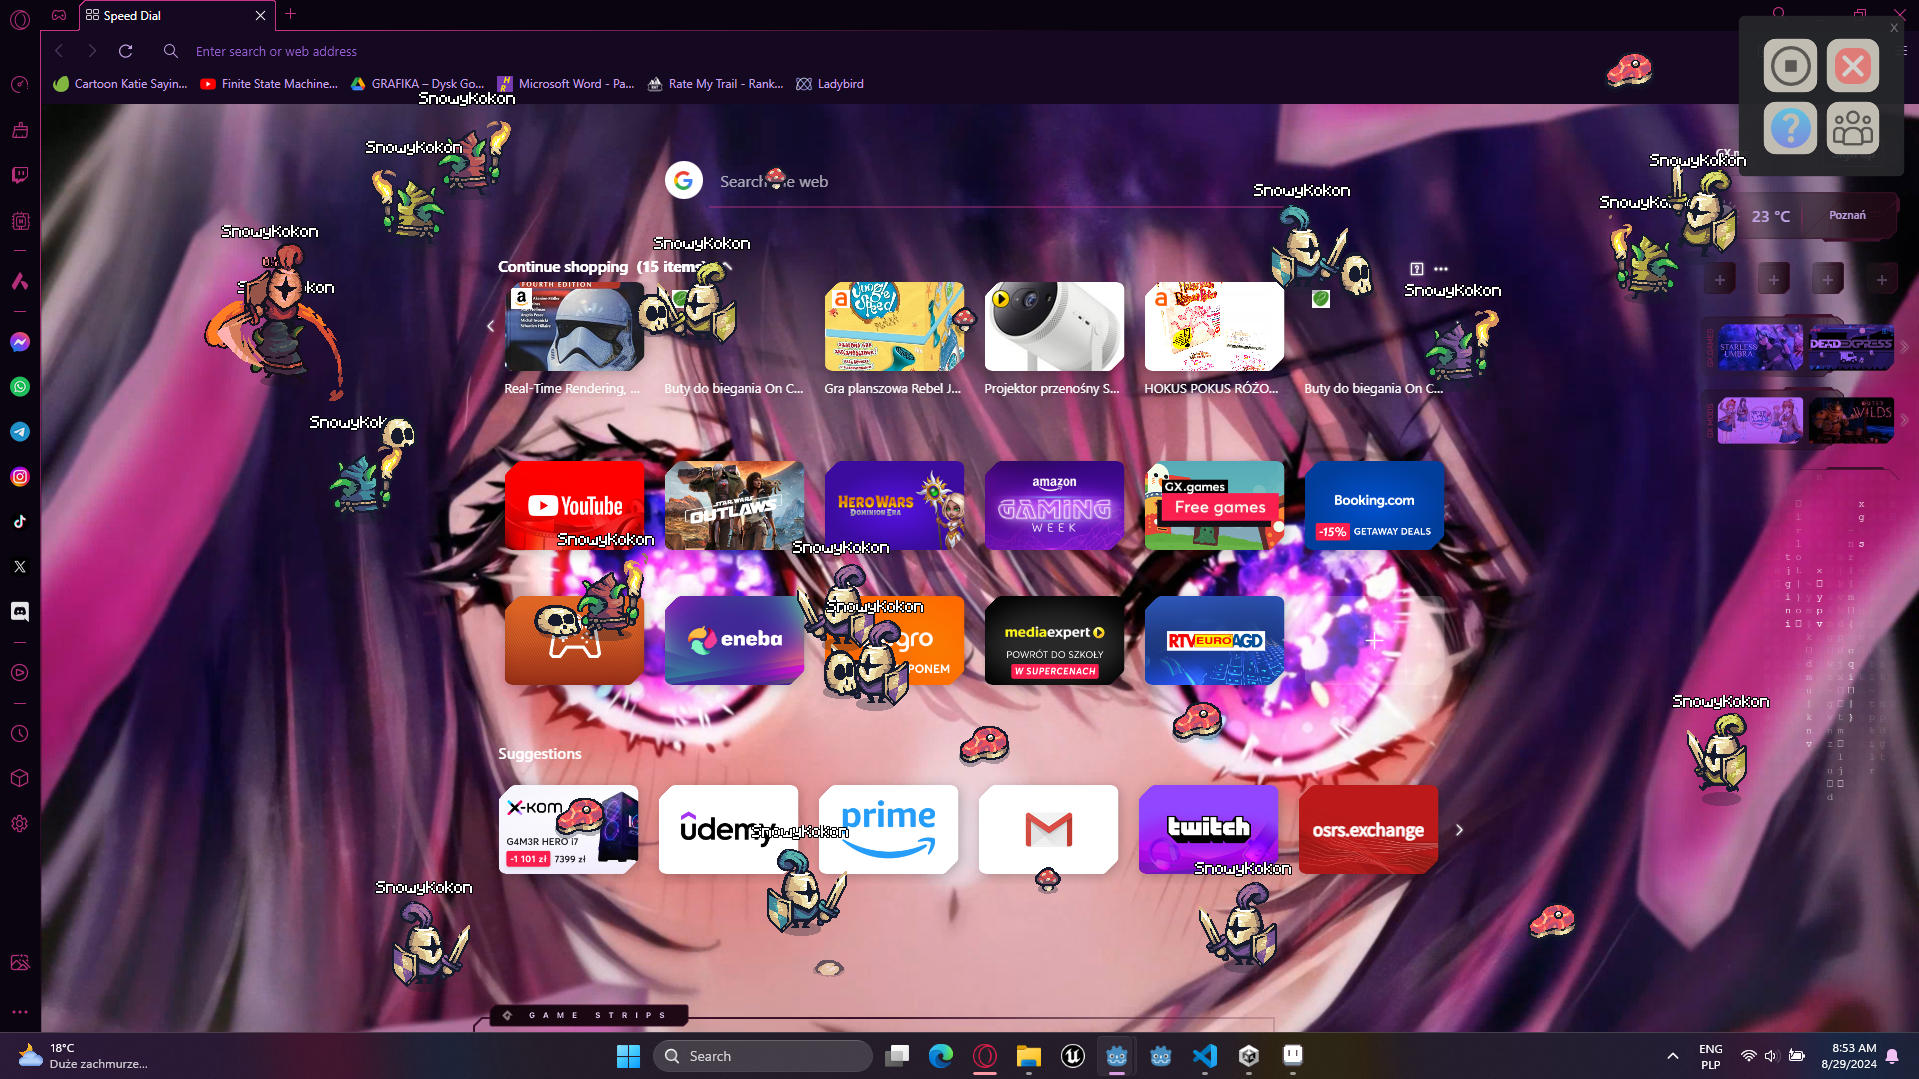 Speed Dial
Enter search or web address
Cartoon Katie Sayin...
Finite State Machine...
GRAFIKA – Dysk Go...
Microsoft Word - Pa...
Rate My Trail - Rank...
Ladybird
x
SnowyKokon
SnowyKokon
SnowyKokon
SnowyKokon
SnowyKokon
SnowyKokon
SnowyKokon
SnowyKokon
Search the web
23 °C
Poznań
Continue shopping (15 items)
FOURTH EDITION
SnowyKokon
STARLESS UMBRA
DEAD EXPRESS
Real-Time Rendering, ...
Buty do biegania On C...
Gra planszowa Rebel J...
Projektor przenośny S...
HOKUS POKUS RÓŻO...
Buty do biegania On C...
WILDS
YouTube
STAR WARS
OUTLAWS
HERO WARS
DOMINION ERA
amazon
GAMING
WEEK
GX.games
Free games
Booking.com
-15% GETAWAY DEALS
SnowyKokon
SnowyKokon
SnowyKokon
eneba
gro
PONEM
mediaexpert
POWRÓT DO SZKOŁY
W SUPERCENACH
RTV EURO AGD
SnowyKokon
Suggestions
x-kom
G4M3R HERO i7
-1 101 zł 7399 zł
udemy
prime
twitch
osrs.exchange
SnowyKokon
SnowyKokon
SnowyKokon
GAME STRIPS
18°C
Duże zachmurze...
Search
ENG
PLP
8:53 AM
8/29/2024